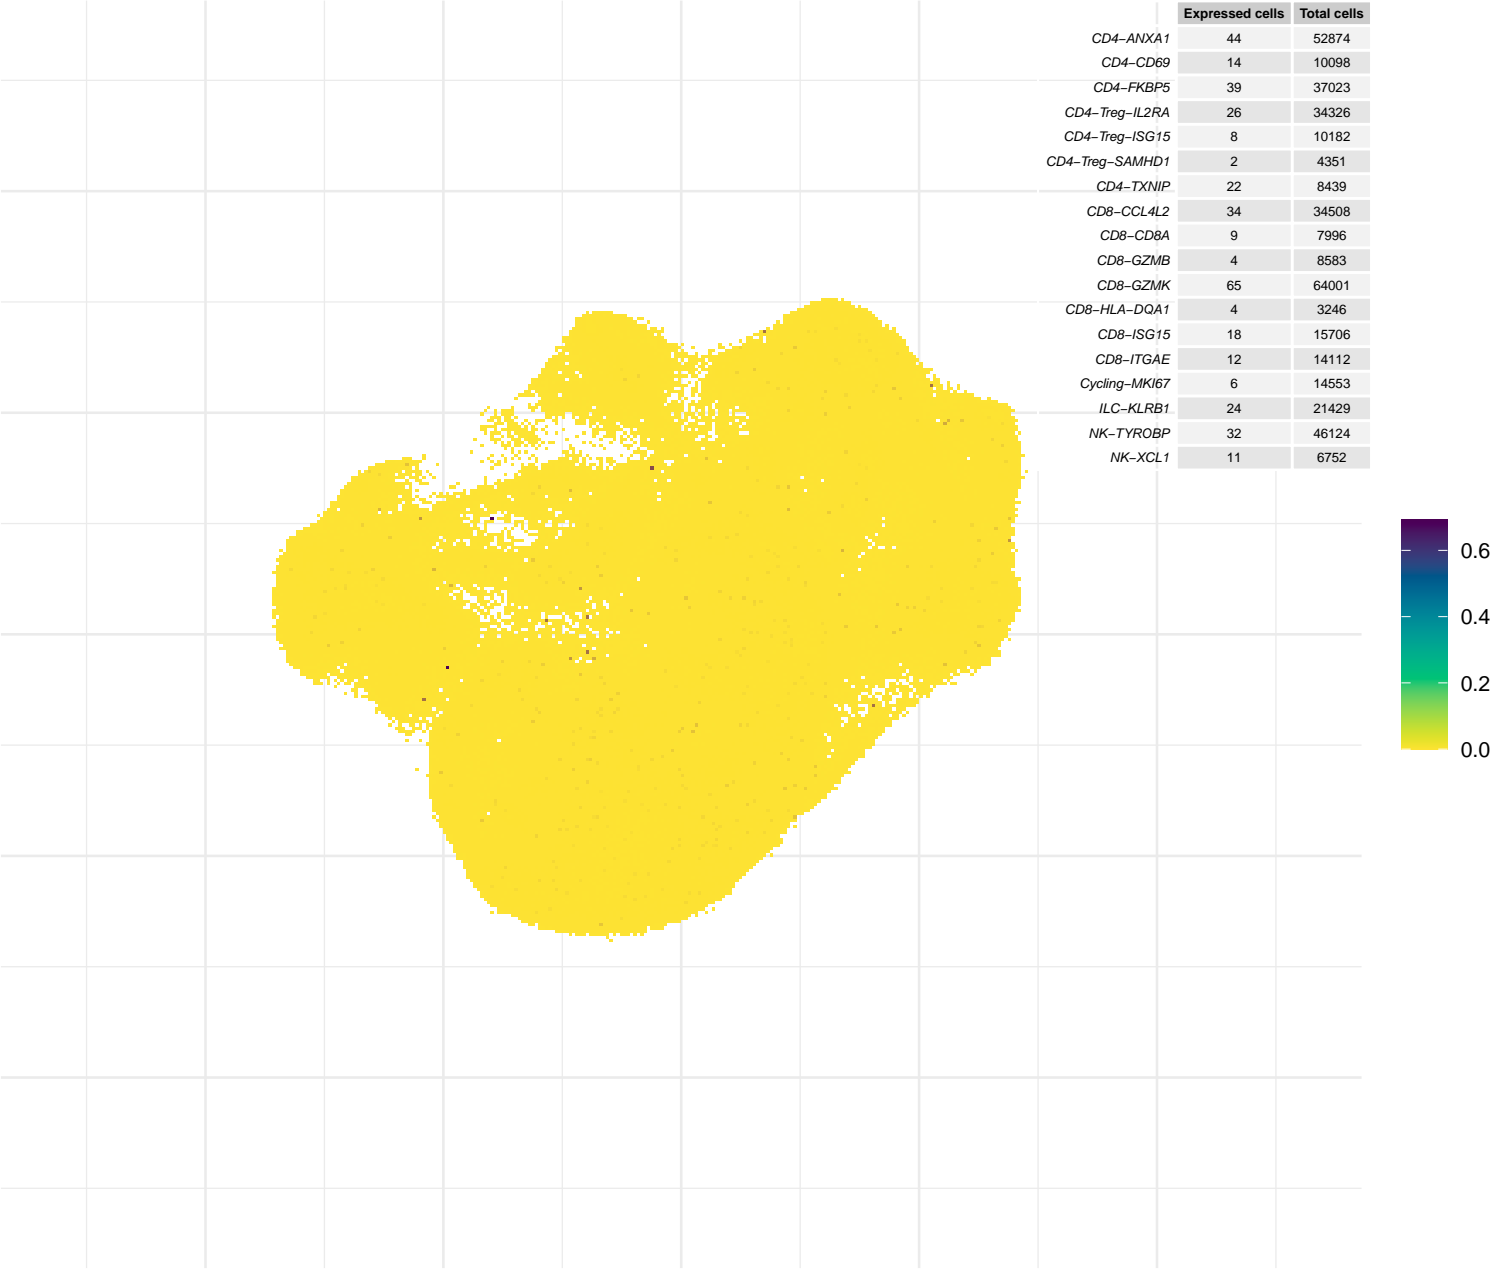 Expressed cells Total cells
CD4−ANXA1 44 52874
CD4−CD69 14 10098
CD4−FKBP5 39 37023
CD4−Treg−IL2RA 26 34326
CD4−Treg−ISG15 8 10182
CD4−Treg−SAMHD1 2 4351
CD4−TXNIP 22 8439
CD8−CCL4L2 34 34508
CD8−CD8A 9 7996
CD8−GZMB 4 8583
CD8−GZMK 65 64001
CD8−HLA−DQA1 4 3246
CD8−ISG15 18 15706
CD8−ITGAE 12 14112
Cycling−MKI67 6 14553
ILC−KLRB1 24 21429
NK−TYROBP 32 46124
NK−XCL1 11 6752
0.6
0.4
0.2
0.0